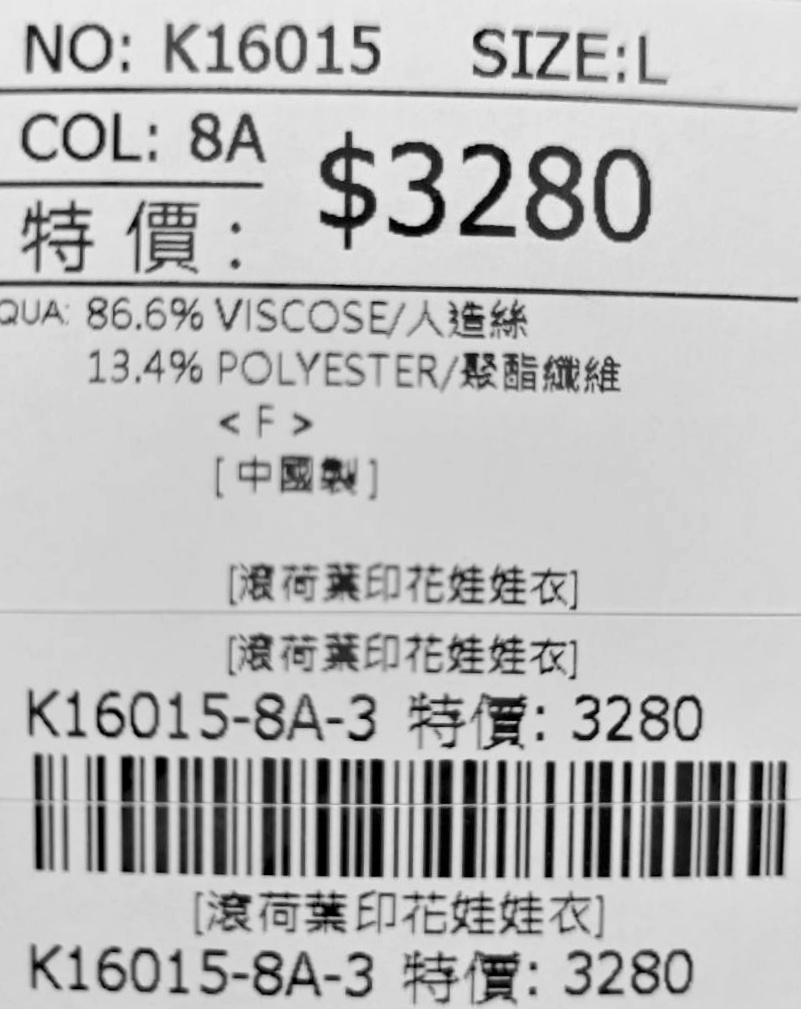 NO: K16015 SIZE:L
COL: 8A
$3280
特價:
QUA: 86.6% VISCOSE/人造絲
13.4% POLYESTER/聚酯纖維
< F >
[中國製]
[滾荷葉印花娃娃衣]
[滾荷葉印花娃娃衣]
K16015-8A-3 特價: 3280
[滾荷葉印花娃娃衣]
K16015-8A-3 特價: 3280